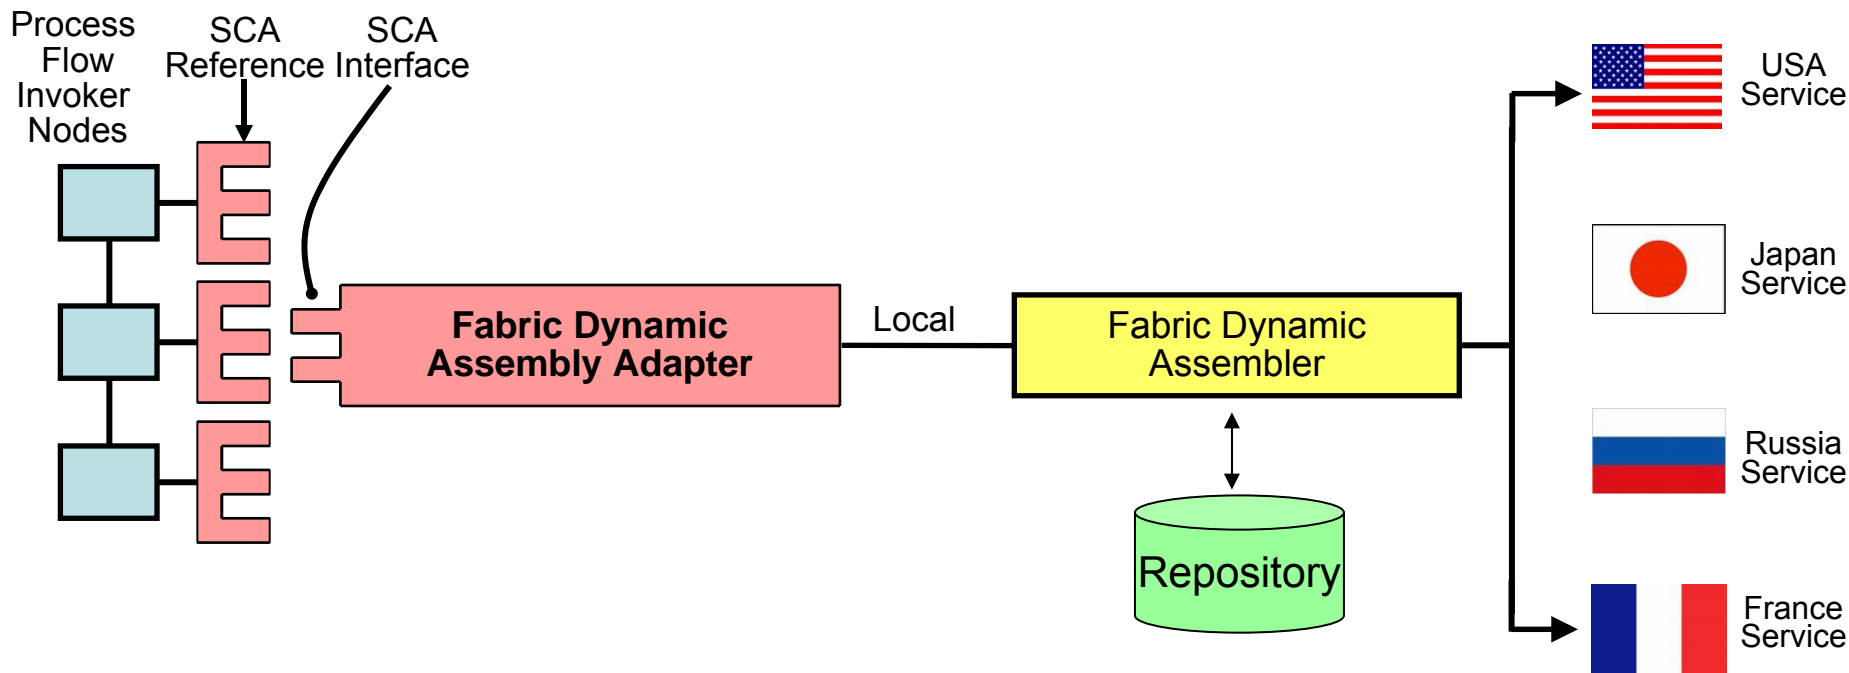 Process
Flow
Invoker
Nodes
SCA
Reference
SCA
Interface
Fabric Dynamic
Assembly Adapter
Local
Fabric Dynamic
Assembler
Repository
USA
Service
Japan
Service
Russia
Service
France
Service